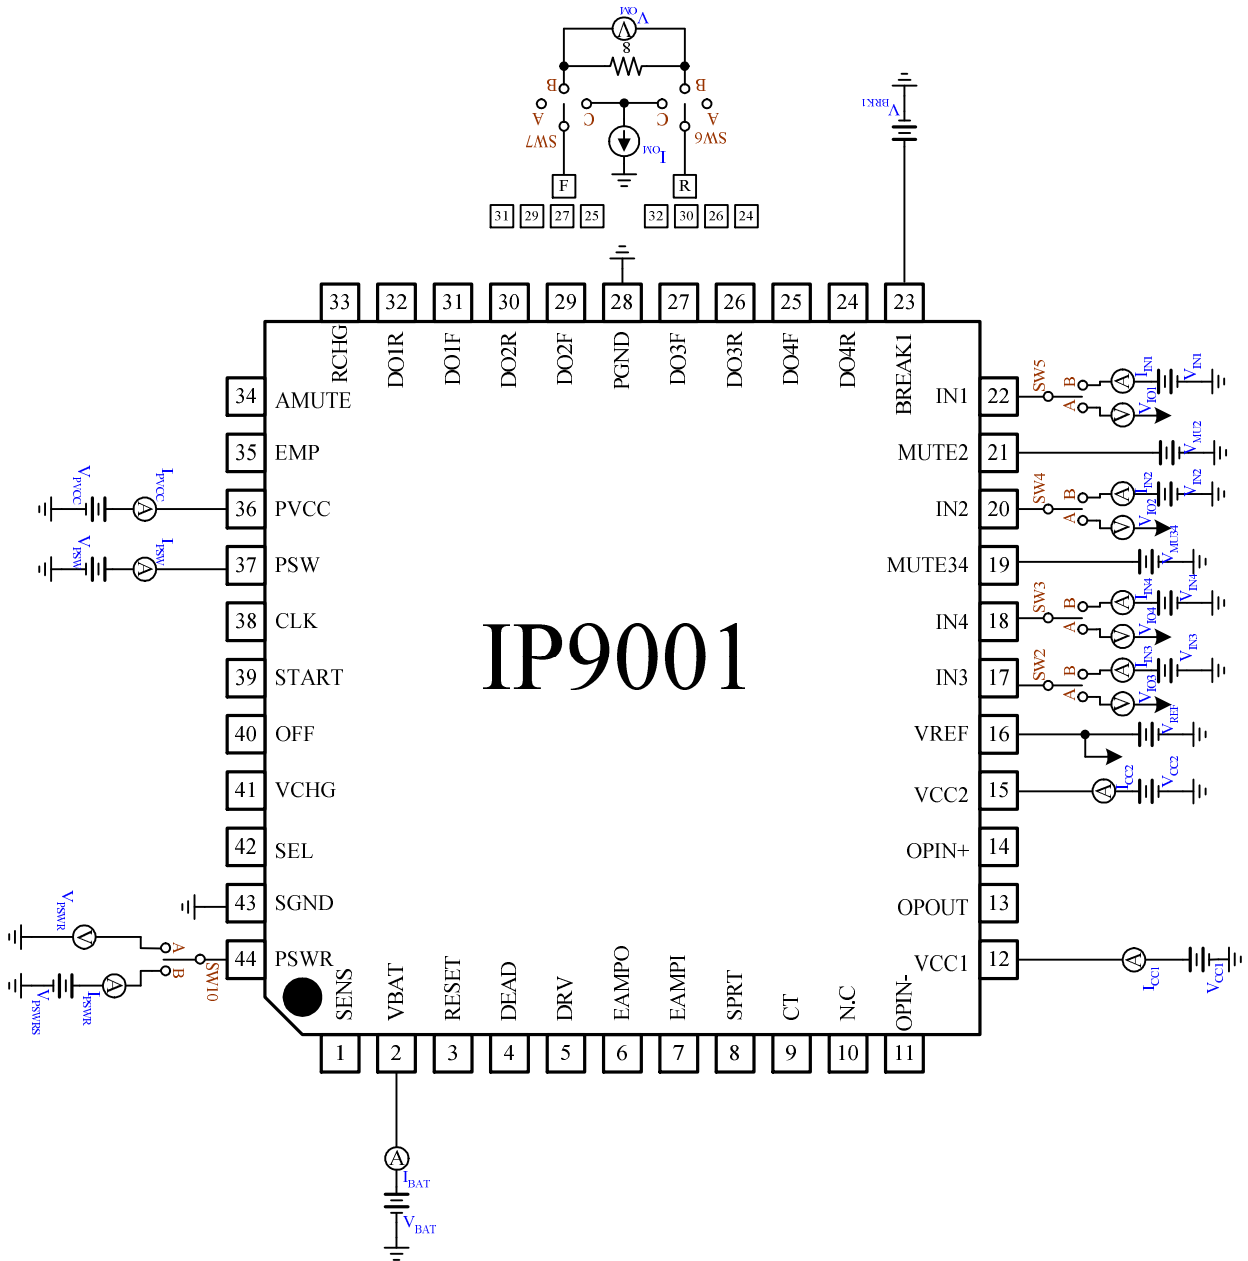 V_OM
V
8
B
B
A
C
C
A
SW7
I_OM
SW6
F
R
31 29 27 25
32 30 26 24
V_BRK1
33 32 31 30 29 28 27 26 25 24 23
RCHG
DO1R
DO1F
DO2R
DO2F
PGND
DO3F
DO3R
DO4F
DO4R
BREAK1
34 AMUTE
35 EMP
V_PVCC
I_PVCC
A
36 PVCC
V_PSW
I_PSW
A
37 PSW
38 CLK
39 START
40 OFF
41 VCHG
42 SEL
43 SGND
V_PSWR
V
A
B
SW10
A
V_PSWRS
I_PSWR
44 PSWR
IP9001
IN1 22
SW5
B
A
A
I_IN1
V_IN1
V
V_IO1
MUTE2 21
V_MU2
IN2 20
SW4
B
A
A
I_IN2
V_IN2
V
V_IO2
MUTE34 19
V_MU34
IN4 18
SW3
B
A
A
I_IN4
V_IN4
V
V_IO4
IN3 17
SW2
B
A
A
I_IN3
V_IN3
V
V_IO3
VREF 16
V_REF
VCC2 15
A
I_CC2
V_CC2
OPIN+ 14
OPOUT 13
VCC1 12
A
I_CC1
V_CC1
SENS
VBAT
RESET
DEAD
DRV
EAMPO
EAMPI
SPRT
CT
N.C
OPIN-
1 2 3 4 5 6 7 8 9 10 11
A
I_BAT
V_BAT